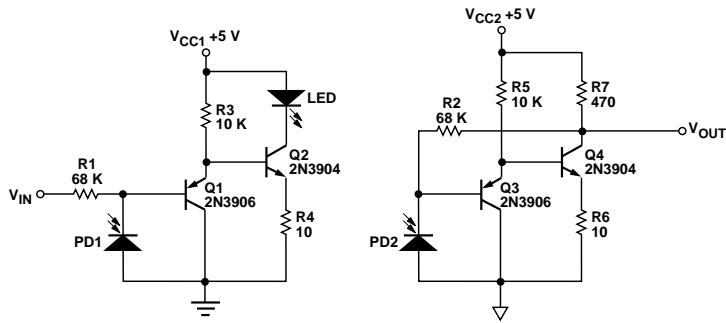 VCC1 +5 V
R3
10 K
LED
Q2
2N3904
R1
68 K
VIN
Q1
2N3906
R4
10
PD1
VCC2 +5 V
R5
10 K
R7
470
R2
68 K
VOUT
Q4
2N3904
Q3
2N3906
R6
10
PD2